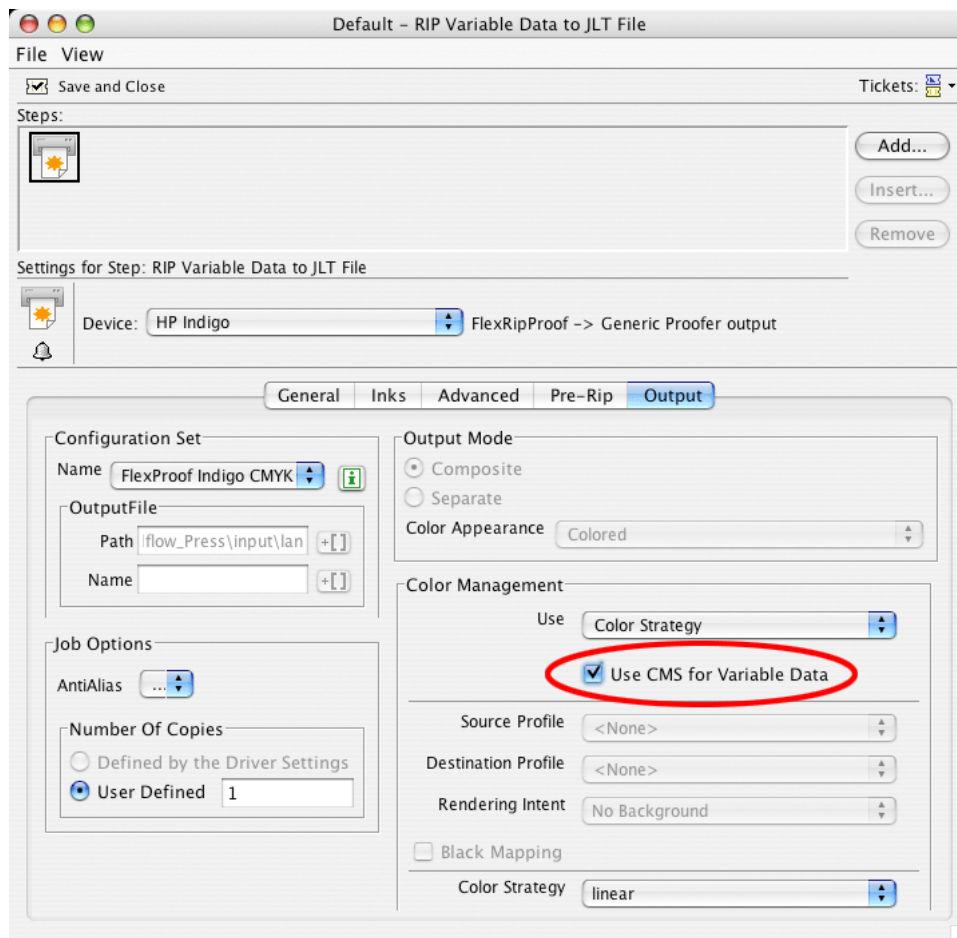 Default – RIP Variable Data to JLT File
File View
Save and Close
Tickets:
Steps:
Add...
Insert...
Remove
Settings for Step: RIP Variable Data to JLT File
Device: HP Indigo
FlexRipProof -> Generic Proofer output
General Inks Advanced Pre-Rip Output
Configuration Set
Name FlexProof Indigo CMYK
OutputFile
Path flow_Press\input\lan +[]
Name +[]
Job Options
AntiAlias ...
Number Of Copies
Defined by the Driver Settings
User Defined 1
Output Mode
Composite
Separate
Color Appearance Colored
Color Management
Use Color Strategy
Use CMS for Variable Data
Source Profile <None>
Destination Profile <None>
Rendering Intent No Background
Black Mapping
Color Strategy linear